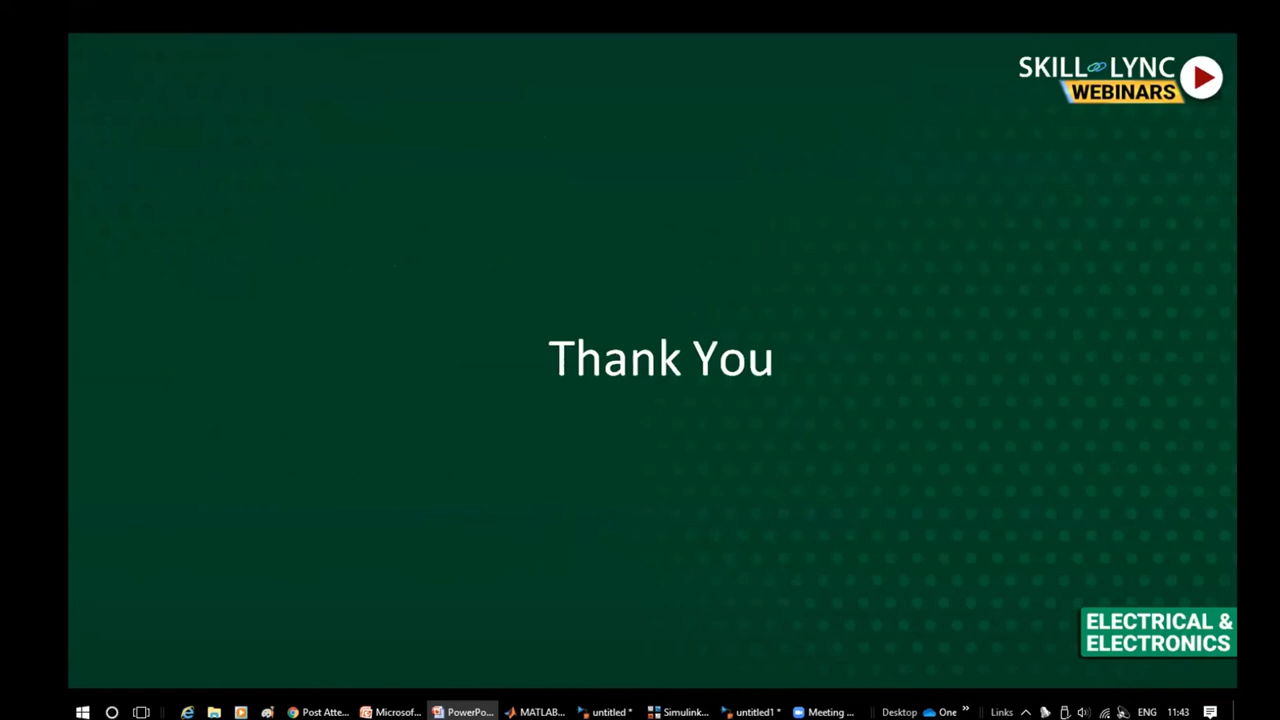 SKILL LYNC
WEBINARS
Thank You
ELECTRICAL &
ELECTRONICS
Post Atte... Microsof... PowerPo... MATLAB... untitled * Simulink... untitled1 * Meeting ... Desktop One » Links ENG 11:43